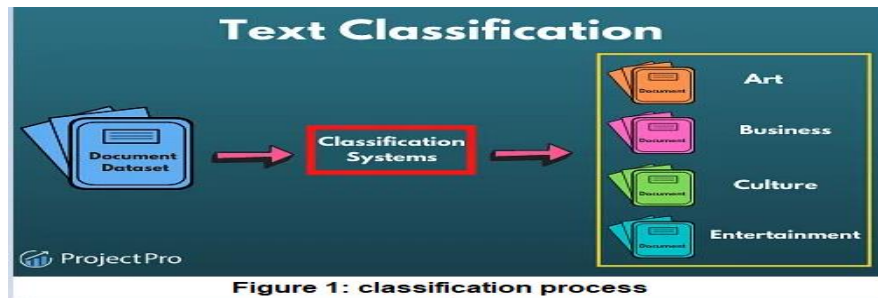 Text Classification
Document
Dataset
Classification
Systems
Document
Art
Document
Business
Document
Culture
Document
Entertainment
ProjectPro
Figure 1: classification process